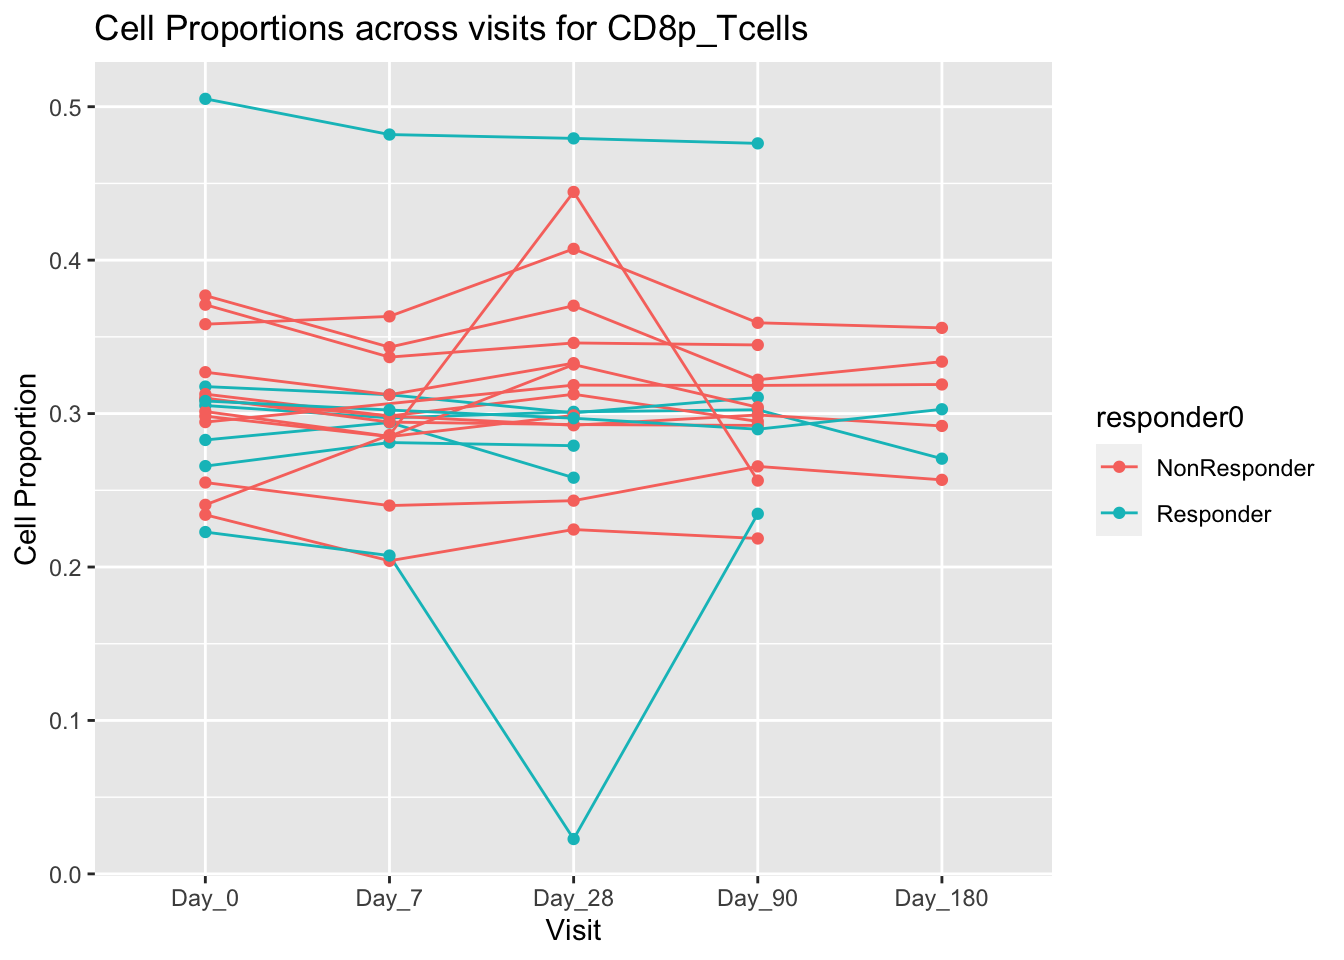 Cell Proportions across visits for CD8p_Tcells
0.5
0.4
0.3
0.2
0.1
0.0
Cell Proportion
Day_0
Day_7
Day_28
Day_90
Day_180
Visit
responder0
NonResponder
Responder